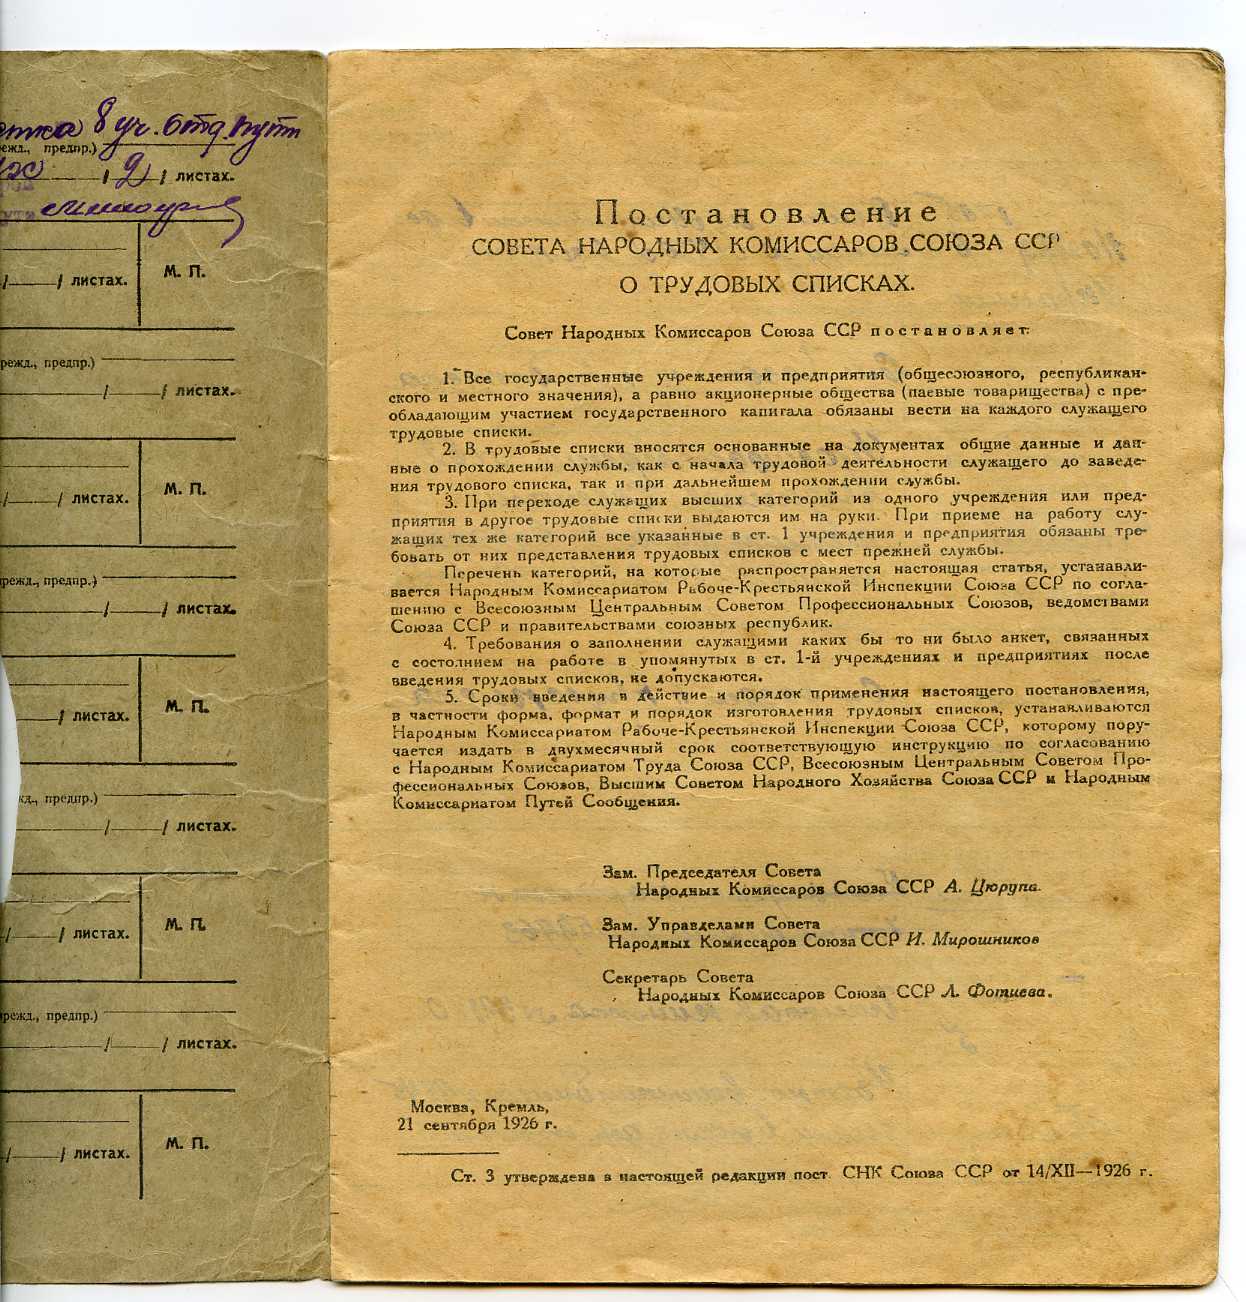 8 уч. отд. пути
предпр.)
/ 2 / листах.
/ / листах.
М. П.
предпр.)
/ / листах.
/ / листах.
М. П.
предпр.)
/ / листах.
/ листах.
М. П.
предпр.)
/ / листах.
/ / листах.
М. П.
предпр.)
/ / листах.
/ / листах.
М. П.
Постановление
СОВЕТА НАРОДНЫХ КОМИССАРОВ СОЮЗА ССР
О ТРУДОВЫХ СПИСКАХ.
Совет Народных Комиссаров Союза ССР постановляет:
1. Все государственные учреждения и предприятия (общесоюзного, республикан-
ского и местного значения), а равно акционерные общества (паевые товарищества) с пре-
обладающим участием государственного капитала обязаны вести на каждого служащего
трудовые списки.
2. В трудовые списки вносятся основанные на документах общие данные и дан-
ные о прохождении службы, как с начала трудовой деятельности служащего до заведе-
ния трудового списка, так и при дальнейшем прохождении службы.
3. При переходе служащих высших категорий из одного учреждения или пред-
приятия в другое трудовые списки выдаются им на руки. При приеме на работу слу-
жащих тех же категорий все указанные в ст. 1 учреждения и предприятия обязаны тре-
бовать от них представления трудовых списков с мест прежней службы.
Перечень категорий, на которые распространяется настоящая статья, устанавли-
вается Народным Комиссариатом Рабоче-Крестьянской Инспекции Союза ССР по согла-
шению с Всесоюзным Центральным Советом Профессиональных Союзов, ведомствами
Союза ССР и правительствами союзных республик.
4. Требования о заполнении служащими каких бы то ни было анкет, связанных
с состоянием на работе в упомянутых в ст. 1-й учреждениях и предприятиях после
введения трудовых списков, не допускаются.
5. Сроки введения в действие и порядок применения настоящего постановления,
в частности форма, формат и порядок изготовления трудовых списков, устанавливаются
Народным Комиссариатом Рабоче-Крестьянской Инспекции Союза ССР, которому пору-
чается издать в двухмесячный срок соответствующую инструкцию по согласованию
с Народным Комиссариатом Труда Союза ССР, Всесоюзным Центральным Советом Про-
фессиональных Союзов, Высшим Советом Народного Хозяйства Союза ССР и Народным
Комиссариатом Путей Сообщения.
Зам. Председателя Совета
Народных Комиссаров Союза ССР А. Цюрупа.
Зам. Управделами Совета
Народных Комиссаров Союза ССР И. Мирошников
Секретарь Совета
Народных Комиссаров Союза ССР Л. Фотиева.
Москва, Кремль,
21 сентября 1926 г.
Ст. 3 утверждена в настоящей редакции пост. СНК Союза ССР от 14/XII—1926 г.